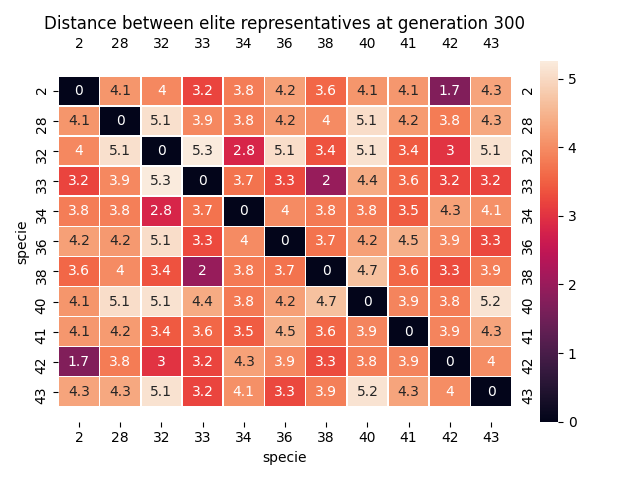 Distance between elite representatives at generation 300
2 28 32 33 34 36 38 40 41 42 43
2 0 4.1 4 3.2 3.8 4.2 3.6 4.1 4.1 1.7 4.3 2
28 4.1 0 5.1 3.9 3.8 4.2 4 5.1 4.2 3.8 4.3 28
32 4 5.1 0 5.3 2.8 5.1 3.4 5.1 3.4 3 5.1 32
33 3.2 3.9 5.3 0 3.7 3.3 2 4.4 3.6 3.2 3.2 33
34 3.8 3.8 2.8 3.7 0 4 3.8 3.8 3.5 4.3 4.1 34
36 4.2 4.2 5.1 3.3 4 0 3.7 4.2 4.5 3.9 3.3 36
38 3.6 4 3.4 2 3.8 3.7 0 4.7 3.6 3.3 3.9 38
40 4.1 5.1 5.1 4.4 3.8 4.2 4.7 0 3.9 3.8 5.2 40
41 4.1 4.2 3.4 3.6 3.5 4.5 3.6 3.9 0 3.9 4.3 41
42 1.7 3.8 3 3.2 4.3 3.9 3.3 3.8 3.9 0 4 42
43 4.3 4.3 5.1 3.2 4.1 3.3 3.9 5.2 4.3 4 0 43
2 28 32 33 34 36 38 40 41 42 43
specie
specie
5
4
3
2
1
0